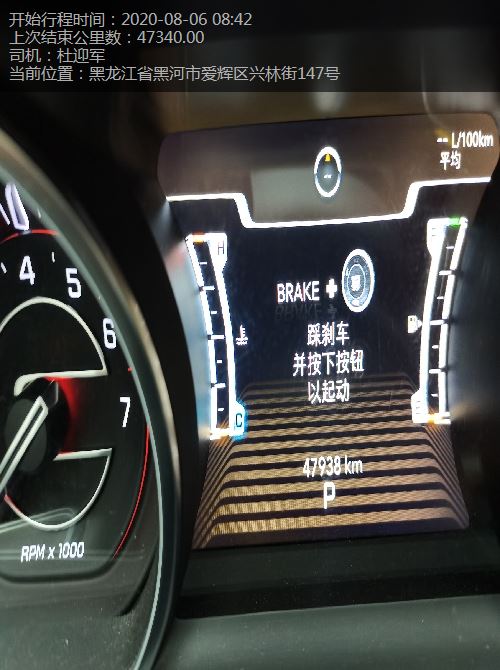 开始行程时间：2020-08-06 08:42
上次结束公里数：47340.00
司机：杜迎军
当前位置：黑龙江省黑河市爱辉区兴林街147号
-- L/100km
平均
H
4
5
6
7
BRAKE +
踩刹车
并按下按钮
以起动
C
47938 km
P
RPM x 1000